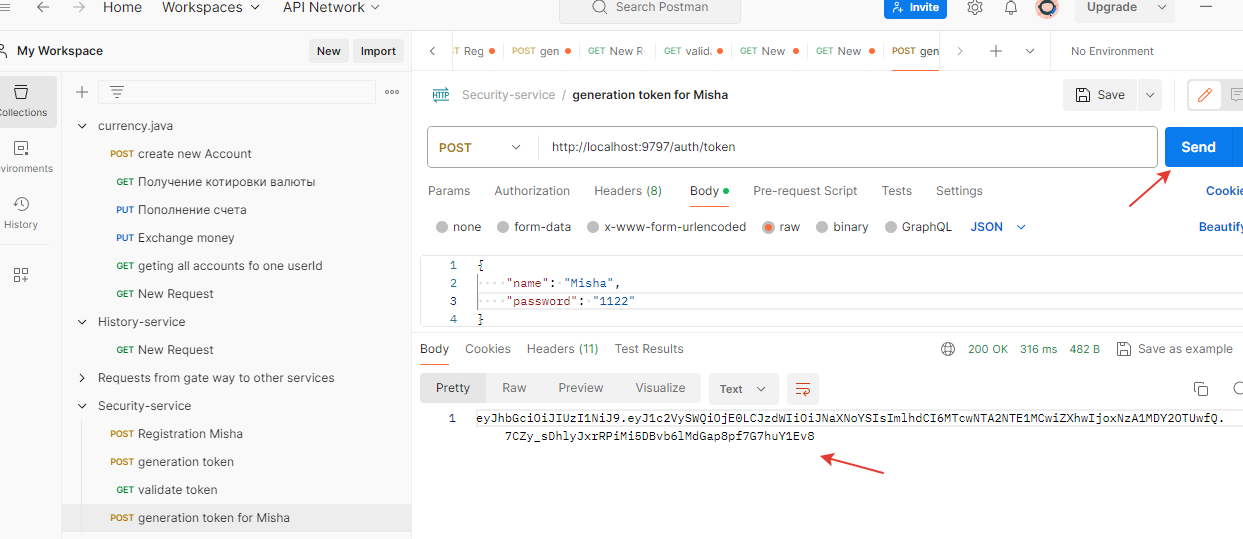 Home Workspaces API Network Search Postman Invite Upgrade
My Workspace New Import
Reg POST gen GET New R GET valida GET New GET New POST gen No Environment
Collections
Environments
History
currency.java
POST create new Account
GET Получение котировки валюты
PUT Пополнение счета
PUT Exchange money
GET geting all accounts fo one userId
GET New Request
History-service
GET New Request
Requests from gate way to other services
Security-service
POST Registration Misha
POST generation token
GET validate token
POST generation token for Misha
HTTP Security-service / generation token for Misha Save
POST http://localhost:9797/auth/token Send
Params Authorization Headers (8) Body Pre-request Script Tests Settings Cookie
none form-data x-www-form-urlencoded raw binary GraphQL JSON Beautify
1 {
2 "name": "Misha",
3 "password": "1122"
4 }
Body Cookies Headers (11) Test Results 200 OK 316 ms 482 B Save as example
Pretty Raw Preview Visualize Text
1 eyJhbGciOiJIUzI1NiJ9.eyJ1c2VySWQiOjE0LCJzdWIiOiJNaXNoYSIsImlhdCI6MTcwNTA2NTE1MCwiZXhwIjoxNzA1MDY2OTUwfQ.
7CZy_sDhlyJxrRPiMi5DBvb6lMdGap8pf7G7huY1Ev8